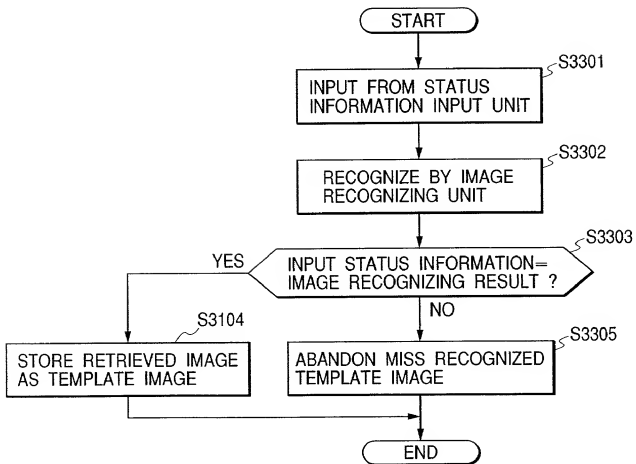 START
S3301
INPUT FROM STATUS
INFORMATION INPUT UNIT
S3302
RECOGNIZE BY IMAGE
RECOGNIZING UNIT
S3303
INPUT STATUS INFORMATION=
IMAGE RECOGNIZING RESULT ?
YES
NO
S3104
STORE RETRIEVED IMAGE
AS TEMPLATE IMAGE
S3305
ABANDON MISS RECOGNIZED
TEMPLATE IMAGE
END